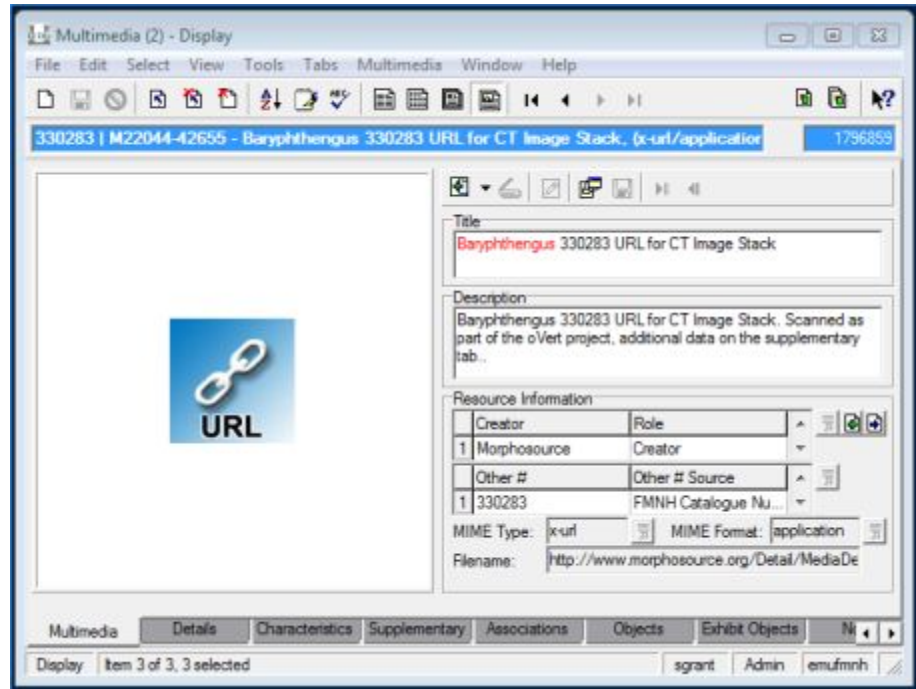 Multimedia (2) - Display
File Edit Select View Tools Tabs Multimedia Window Help
330283 | M22044-42655 - Baryphthengus 330283 URL for CT Image Stack, (x-url/application
1796859
Title
Baryphthengus 330283 URL for CT Image Stack
Description
Baryphthengus 330283 URL for CT Image Stack. Scanned as
part of the oVert project, additional data on the supplementary
tab..
URL
Resource Information
Creator Role
1 Morphosource Creator
Other # Other # Source
1 330283 FMNH Catalogue Nu...
MIME Type: x-url MIME Format: application
Filename: http://www.morphosource.org/Detail/MediaDe
Multimedia Details Characteristics Supplementary Associations Objects Exhibit Objects
Display Item 3 of 3, 3 selected sgrant Admin emufmnh